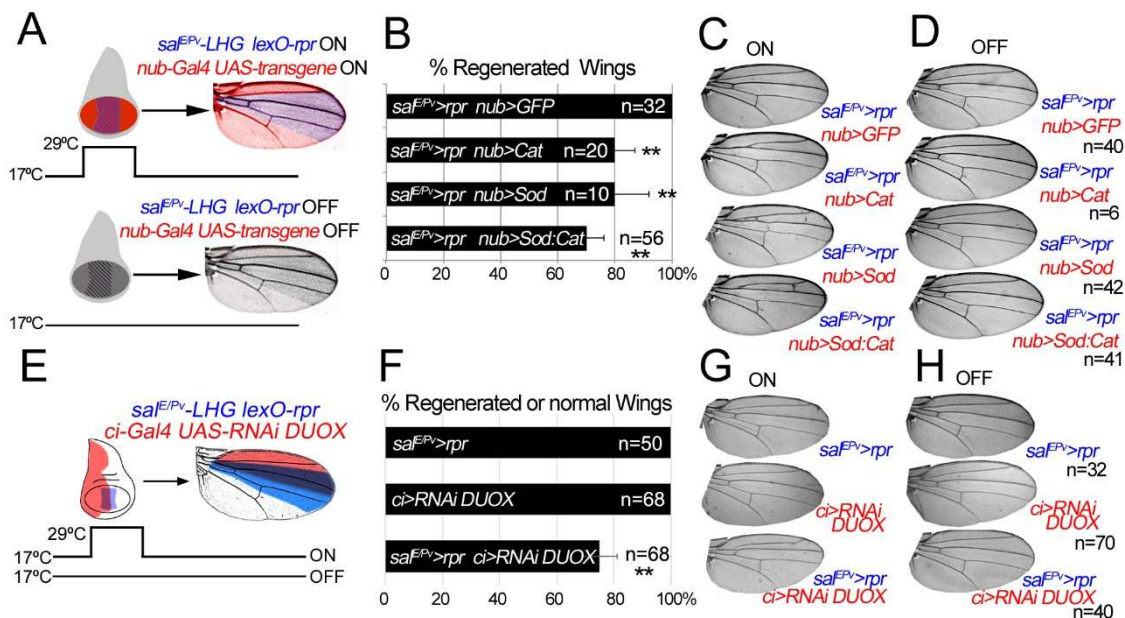 A
sal^E/Pv-LHG lexO-rpr ON
nub-Gal4 UAS-transgene ON
29ºC
17ºC
sal^E/Pv-LHG lexO-rpr OFF
nub-Gal4 UAS-transgene OFF
17ºC
B
% Regenerated Wings
sal^E/Pv>rpr nub>GFP n=32
sal^E/Pv>rpr nub>Cat n=20 **
sal^E/Pv>rpr nub>Sod n=10 **
sal^E/Pv>rpr nub>Sod:Cat n=56
**
0 20 40 60 80 100%
C
ON
sal^E/Pv>rpr
nub>GFP
sal^E/Pv>rpr
nub>Cat
sal^E/Pv>rpr
nub>Sod
sal^E/Pv>rpr
nub>Sod:Cat
D
OFF
sal^EPv>rpr
nub>GFP
n=40
sal^EPv>rpr
nub>Cat
n=6
sal^EPv>rpr
nub>Sod
n=42
sal^EPv>rpr
nub>Sod:Cat
n=41
E
sal^E/Pv-LHG lexO-rpr
ci-Gal4 UAS-RNAi DUOX
29ºC
17ºC ON
17ºC OFF
F
% Regenerated or normal Wings
sal^E/Pv>rpr n=50
ci>RNAi DUOX n=68
sal^E/Pv>rpr ci>RNAi DUOX n=68
**
0 20 40 60 80 100%
G
ON
sal^EPv>rpr
ci>RNAi
DUOX
sal^EPv>rpr
ci>RNAi DUOX
H
OFF
sal^EPv>rpr
n=32
ci>RNAi
DUOX
n=70
sal^EPv>rpr
ci>RNAi DUOX
n=40